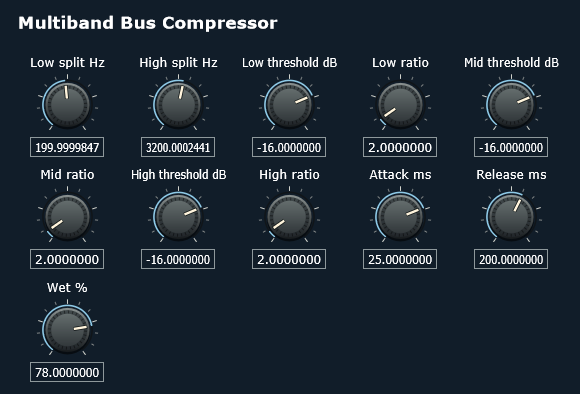 Multiband Bus Compressor
Low split Hz High split Hz Low threshold dB Low ratio Mid threshold dB
199.9999847 3200.0002441 -16.0000000 2.0000000 -16.0000000
Mid ratio High threshold dB High ratio Attack ms Release ms
2.0000000 -16.0000000 2.0000000 25.0000000 200.0000000
Wet %
78.0000000